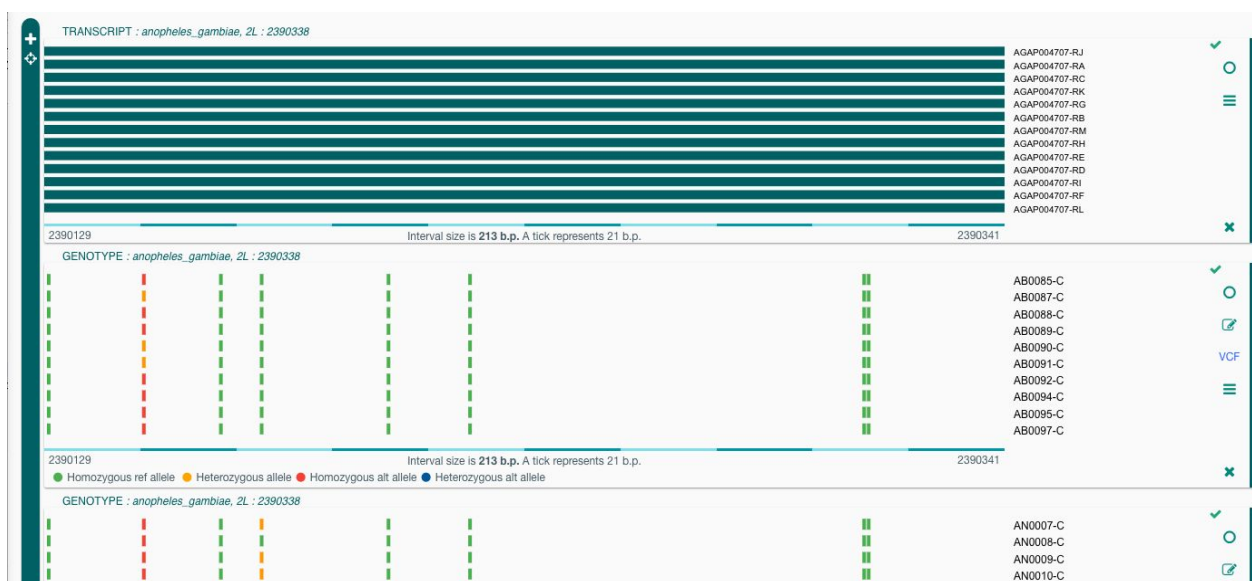 TRANSCRIPT : anopheles_gambiae, 2L : 2390338
AGAP004707-RJ
AGAP004707-RA
AGAP004707-RC
AGAP004707-RK
AGAP004707-RG
AGAP004707-RB
AGAP004707-RM
AGAP004707-RH
AGAP004707-RE
AGAP004707-RD
AGAP004707-RI
AGAP004707-RF
AGAP004707-RL
2390129 Interval size is 213 b.p. A tick represents 21 b.p. 2390341
GENOTYPE : anopheles_gambiae, 2L : 2390338
AB0085-C
AB0087-C
AB0088-C
AB0089-C
AB0090-C
AB0091-C
VCF
AB0092-C
AB0094-C
AB0095-C
AB0097-C
2390129 Interval size is 213 b.p. A tick represents 21 b.p. 2390341
Homozygous ref allele Heterozygous allele Homozygous alt allele Heterozygous alt allele
GENOTYPE : anopheles_gambiae, 2L : 2390338
AN0007-C
AN0008-C
AN0009-C
AN0010-C